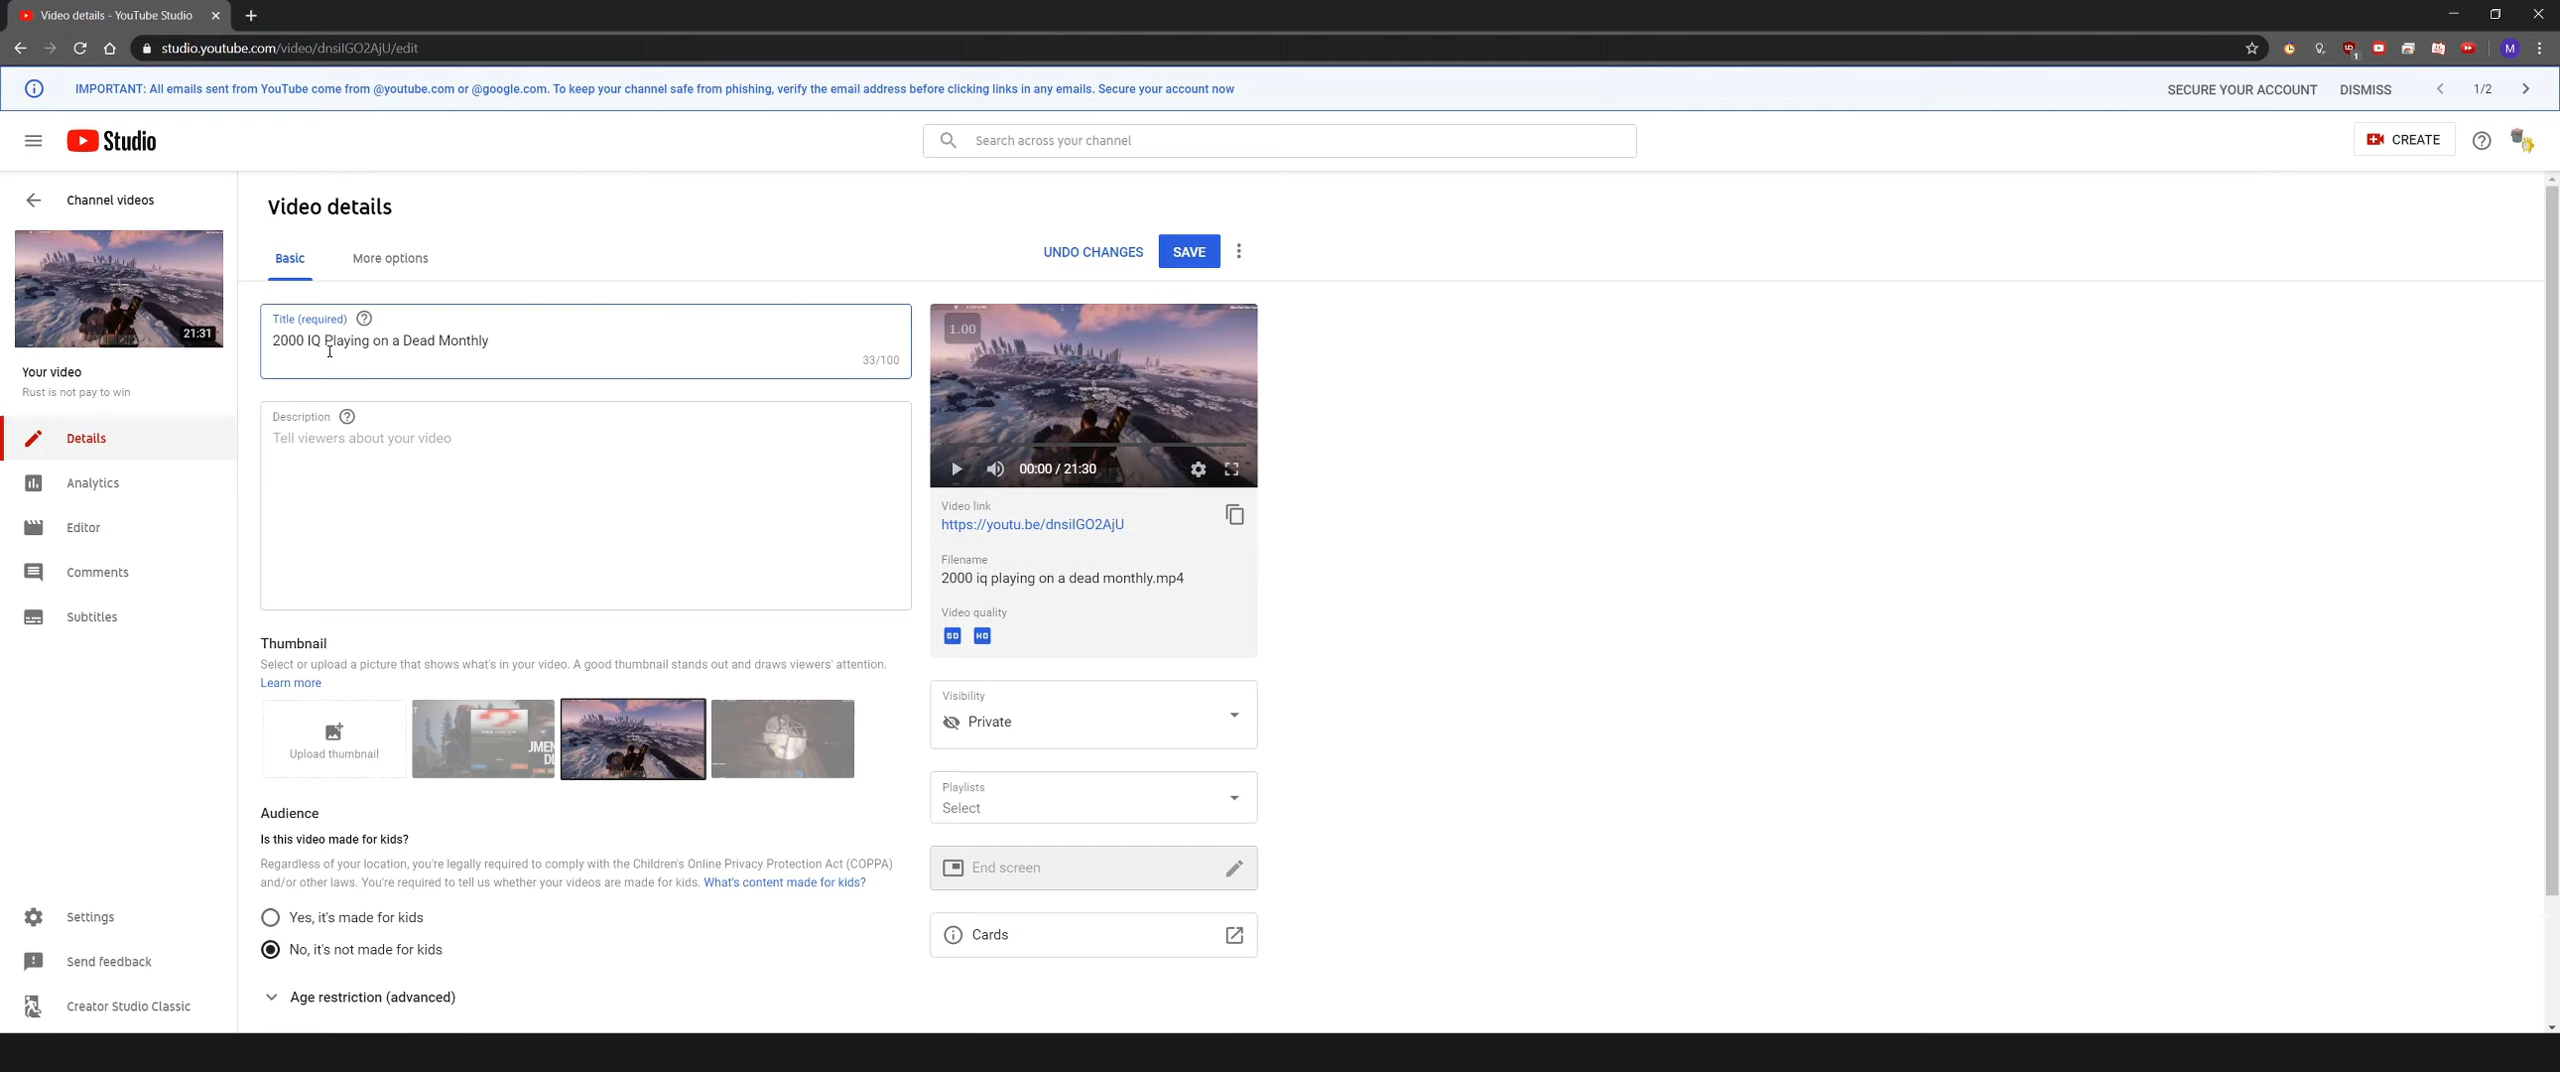 Video details - YouTube Studio
studio.youtube.com/video/dnsilGO2AjU/edit
M
1
IMPORTANT: All emails sent from YouTube come from @youtube.com or @google.com. To keep your channel safe from phishing, verify the email address before clicking links in any emails. Secure your account now
SECURE YOUR ACCOUNT
DISMISS
1/2
Studio
Search across your channel
CREATE
Channel videos
21:31
Your video
Rust is not pay to win
Details
Analytics
Editor
Comments
Subtitles
Settings
Send feedback
Creator Studio Classic
Video details
Basic
More options
UNDO CHANGES
SAVE
Title (required)
2000 IQ Playing on a Dead Monthly
33/100
Description
Tell viewers about your video
Thumbnail
Select or upload a picture that shows what's in your video. A good thumbnail stands out and draws viewers' attention.
Learn more
Upload thumbnail
Audience
Is this video made for kids?
Regardless of your location, you're legally required to comply with the Children's Online Privacy Protection Act (COPPA)
and/or other laws. You're required to tell us whether your videos are made for kids. What's content made for kids?
Yes, it's made for kids
No, it's not made for kids
Age restriction (advanced)
1.00
00:00 / 21:30
Video link
https://youtu.be/dnsilGO2AjU
Filename
2000 iq playing on a dead monthly.mp4
Video quality
SD HD
Visibility
Private
Playlists
Select
End screen
Cards